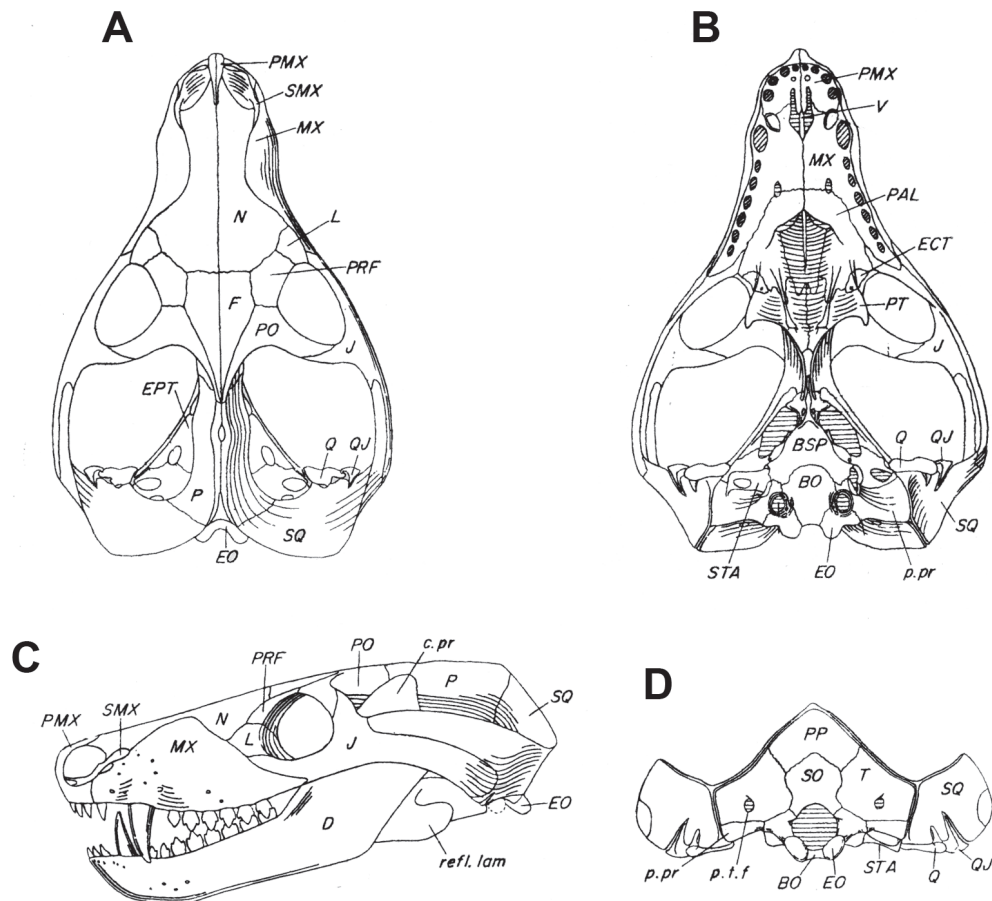 A
PMX
SMX
MX
N
L
PRF
F
PO
J
EPT
Q
QJ
P
SQ
EO
B
PMX
V
MX
PAL
ECT
PT
J
BSP
Q
QJ
BO
SQ
STA
EO
p.pr
C
PO
c.pr
PRF
P
SMX
PMX
N
SQ
MX
L
J
EO
D
refl. lam
D
PP
SO
T
SQ
p.pr
p.t.f
BO
EO
STA
Q
QJ